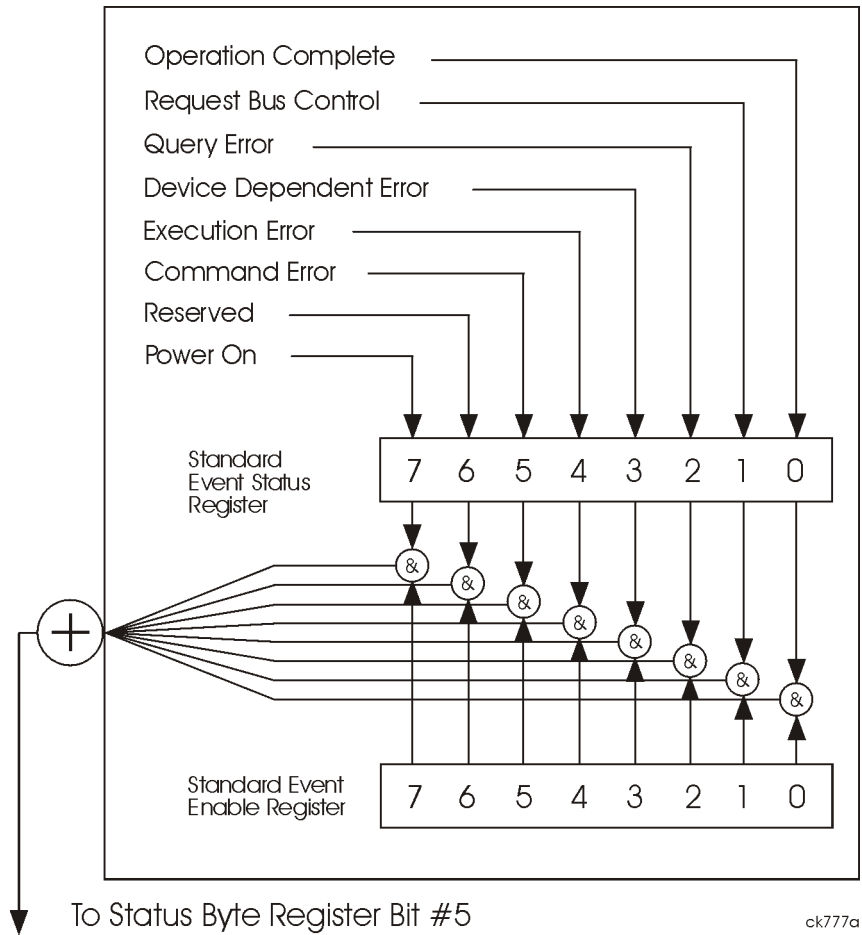 Operation Complete
Request Bus Control
Query Error
Device Dependent Error
Execution Error
Command Error
Reserved
Power On
Standard
Event Status
Register
7 6 5 4 3 2 1 0
&
&
&
&
&
&
&
&
+
Standard Event
Enable Register
7 6 5 4 3 2 1 0
To Status Byte Register Bit #5
ck777a